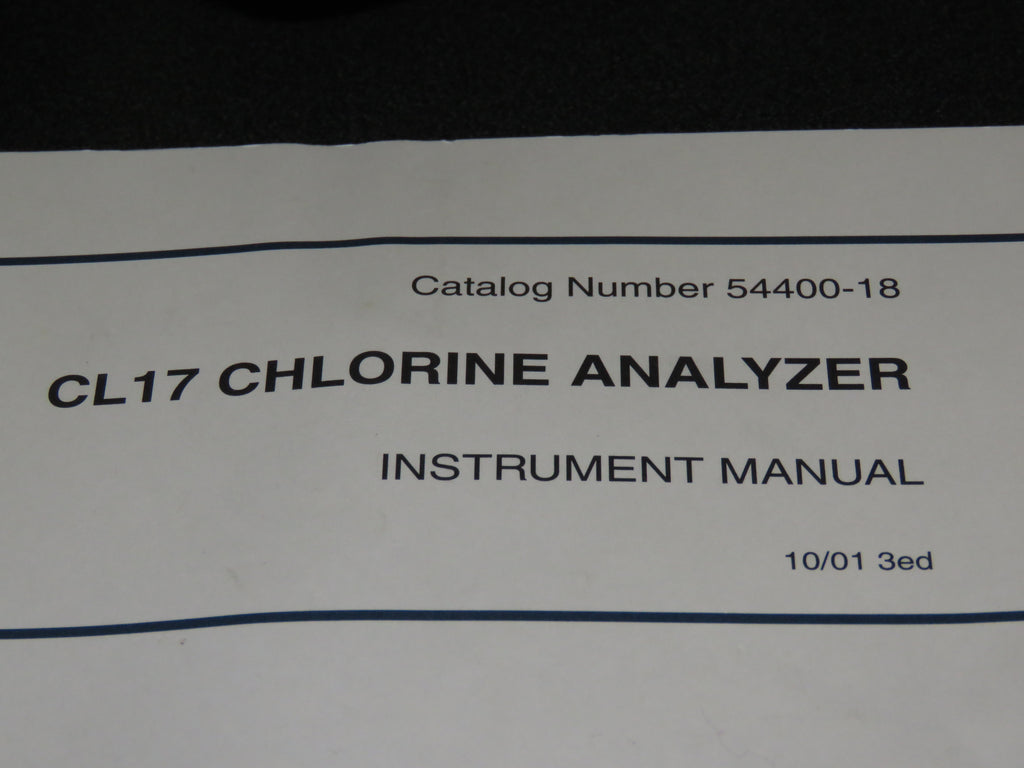 Catalog Number 54400-18
CL17 CHLORINE ANALYZER
INSTRUMENT MANUAL
10/01 3ed